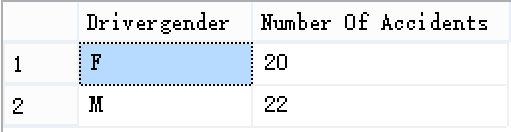 Drivergender Number Of Accidents
1 F 20
2 M 22